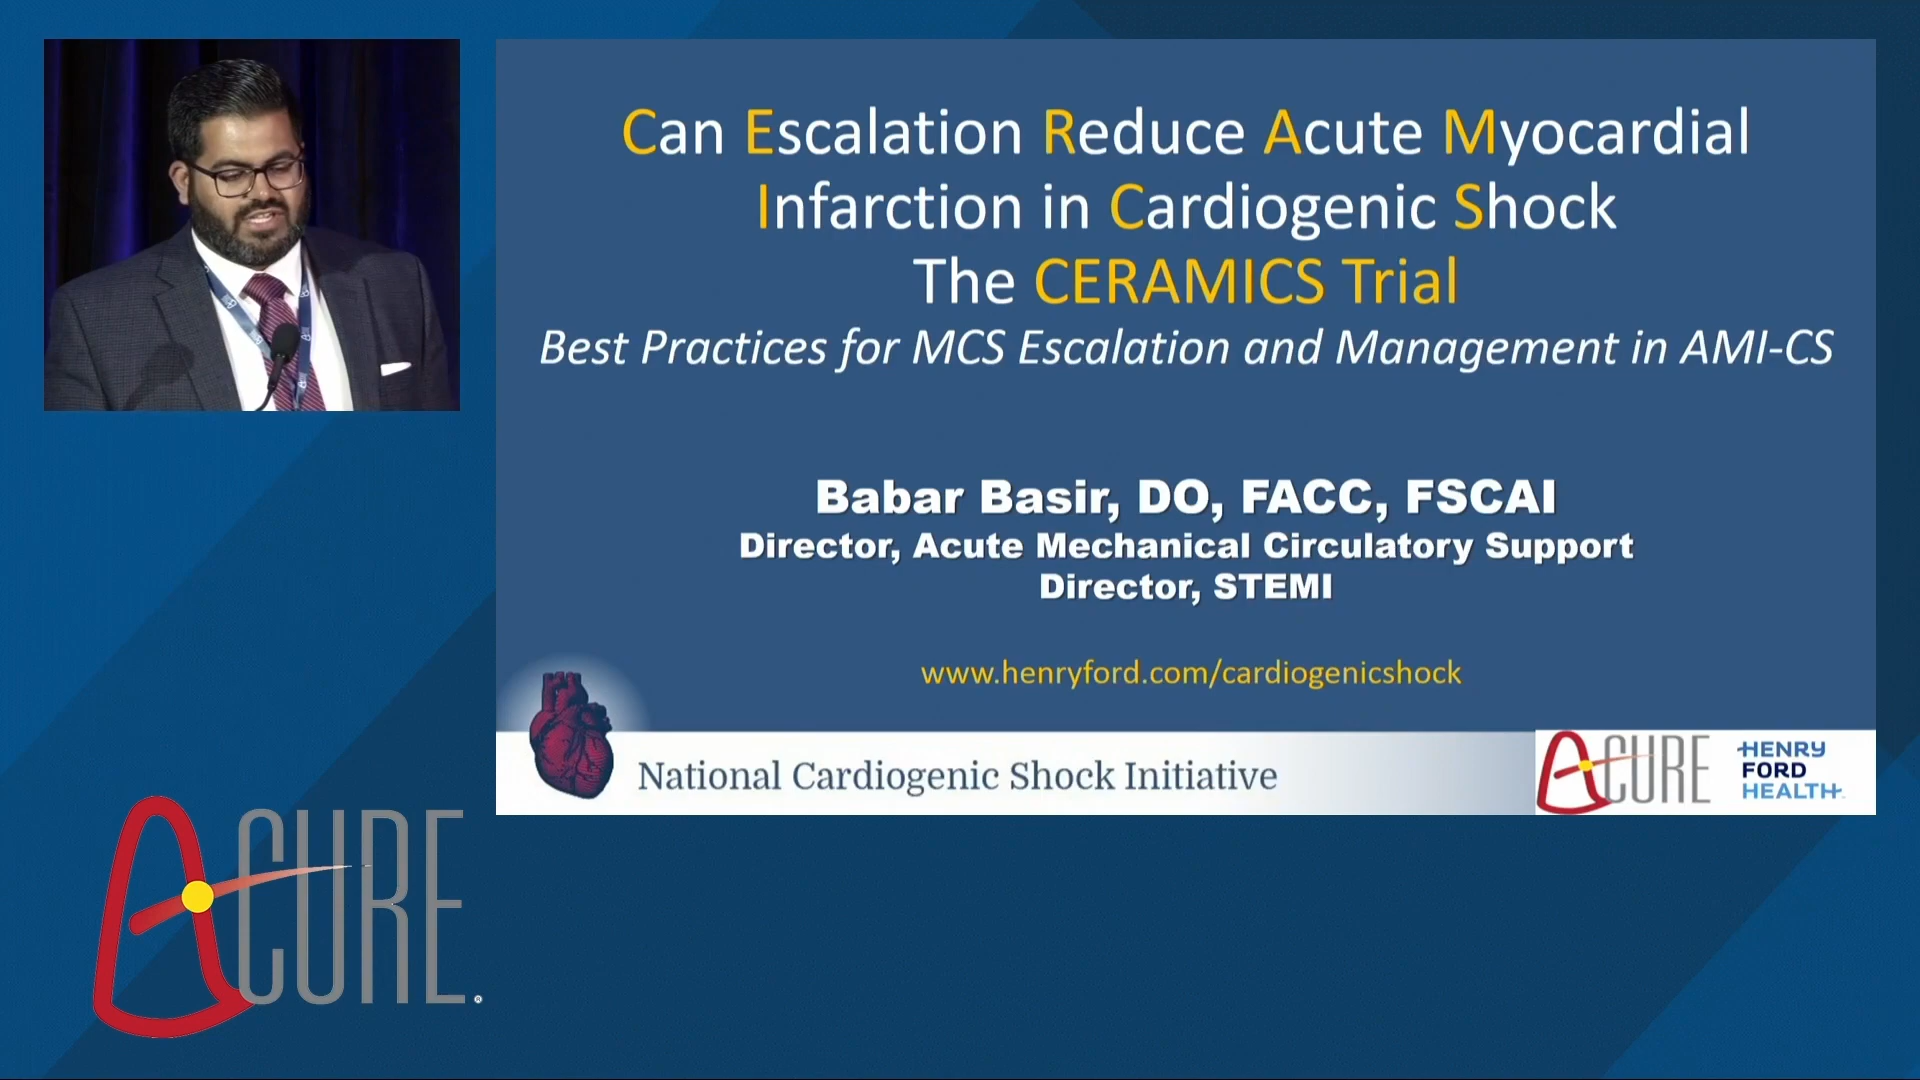 Can Escalation Reduce Acute Myocardial
Infarction in Cardiogenic Shock
The CERAMICS Trial
Best Practices for MCS Escalation and Management in AMI-CS
Babar Basir, DO, FACC, FSCAI
Director, Acute Mechanical Circulatory Support
Director, STEMI
www.henryford.com/cardiogenicshock
National Cardiogenic Shock Initiative
ACURE
HENRY
FORD
HEALTH
ACURE®